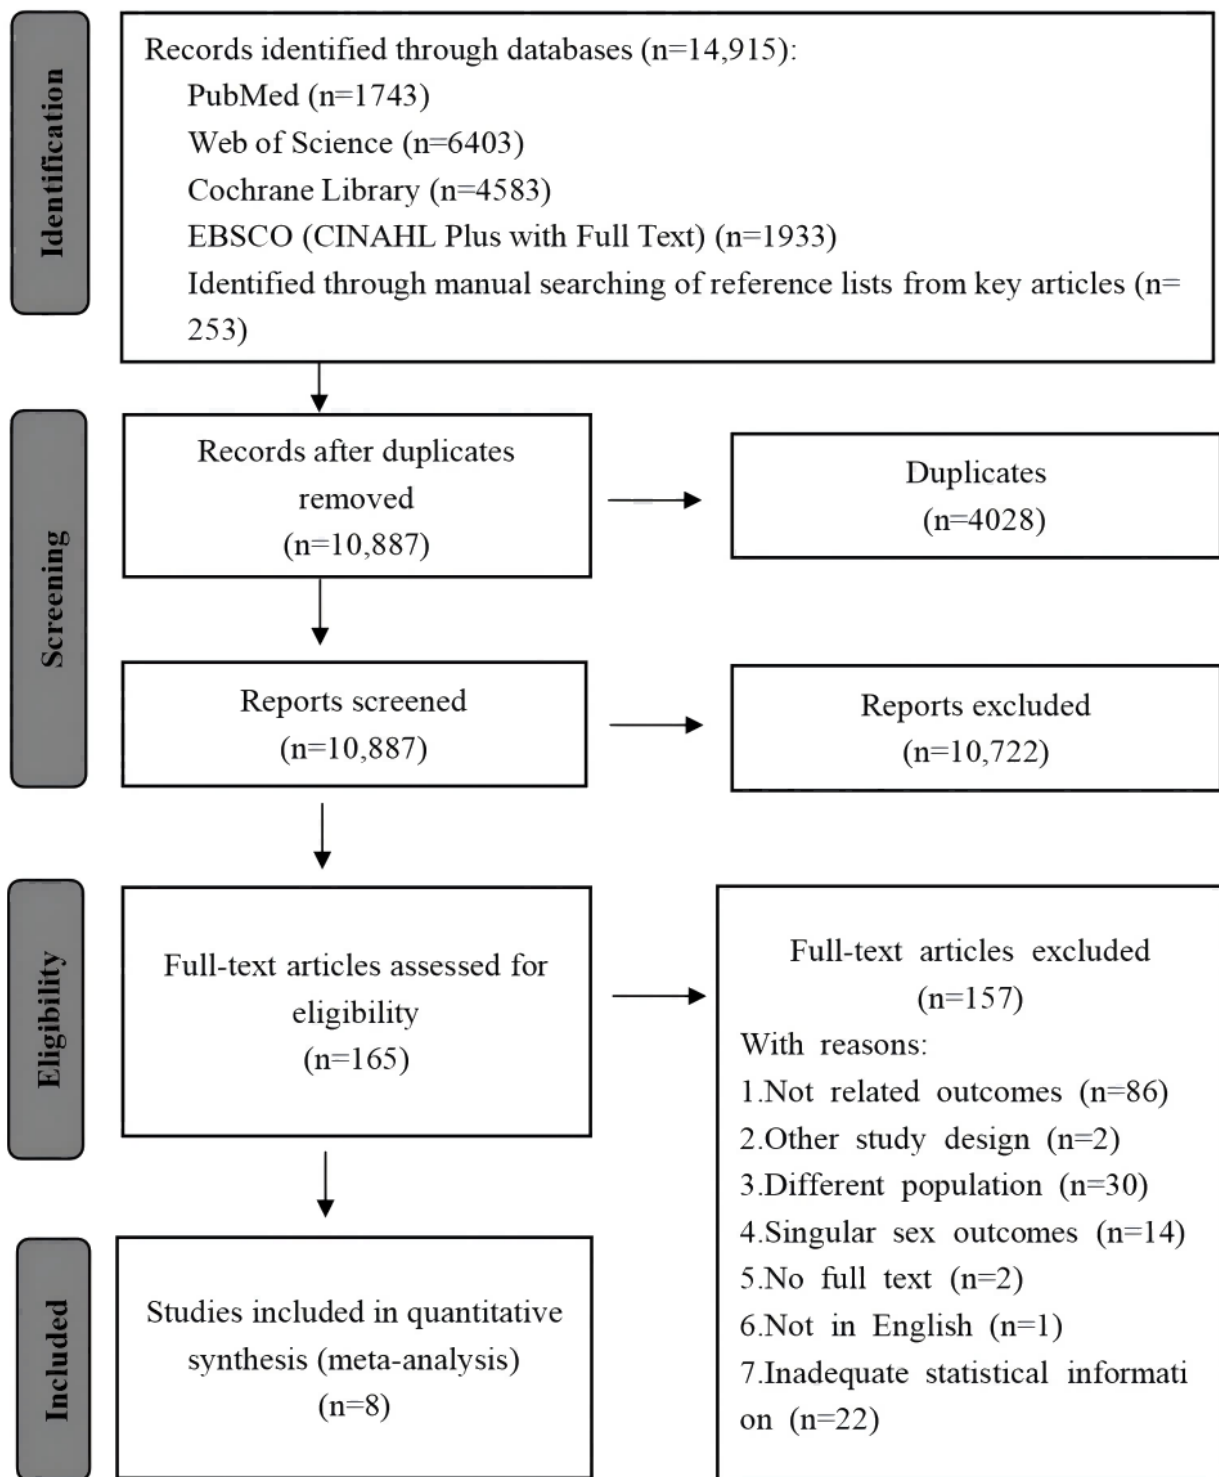 Identification
Records identified through databases (n=14,915):
PubMed (n=1743)
Web of Science (n=6403)
Cochrane Library (n=4583)
EBSCO (CINAHL Plus with Full Text) (n=1933)
Identified through manual searching of reference lists from key articles (n=
253)
Screening
Records after duplicates
removed
(n=10,887)
Duplicates
(n=4028)
Reports screened
(n=10,887)
Reports excluded
(n=10,722)
Eligibility
Full-text articles assessed for
eligibility
(n=165)
Full-text articles excluded
(n=157)
With reasons:
1.Not related outcomes (n=86)
2.Other study design (n=2)
3.Different population (n=30)
4.Singular sex outcomes (n=14)
5.No full text (n=2)
6.Not in English (n=1)
7.Inadequate statistical informati
on (n=22)
Included
Studies included in quantitative
synthesis (meta-analysis)
(n=8)